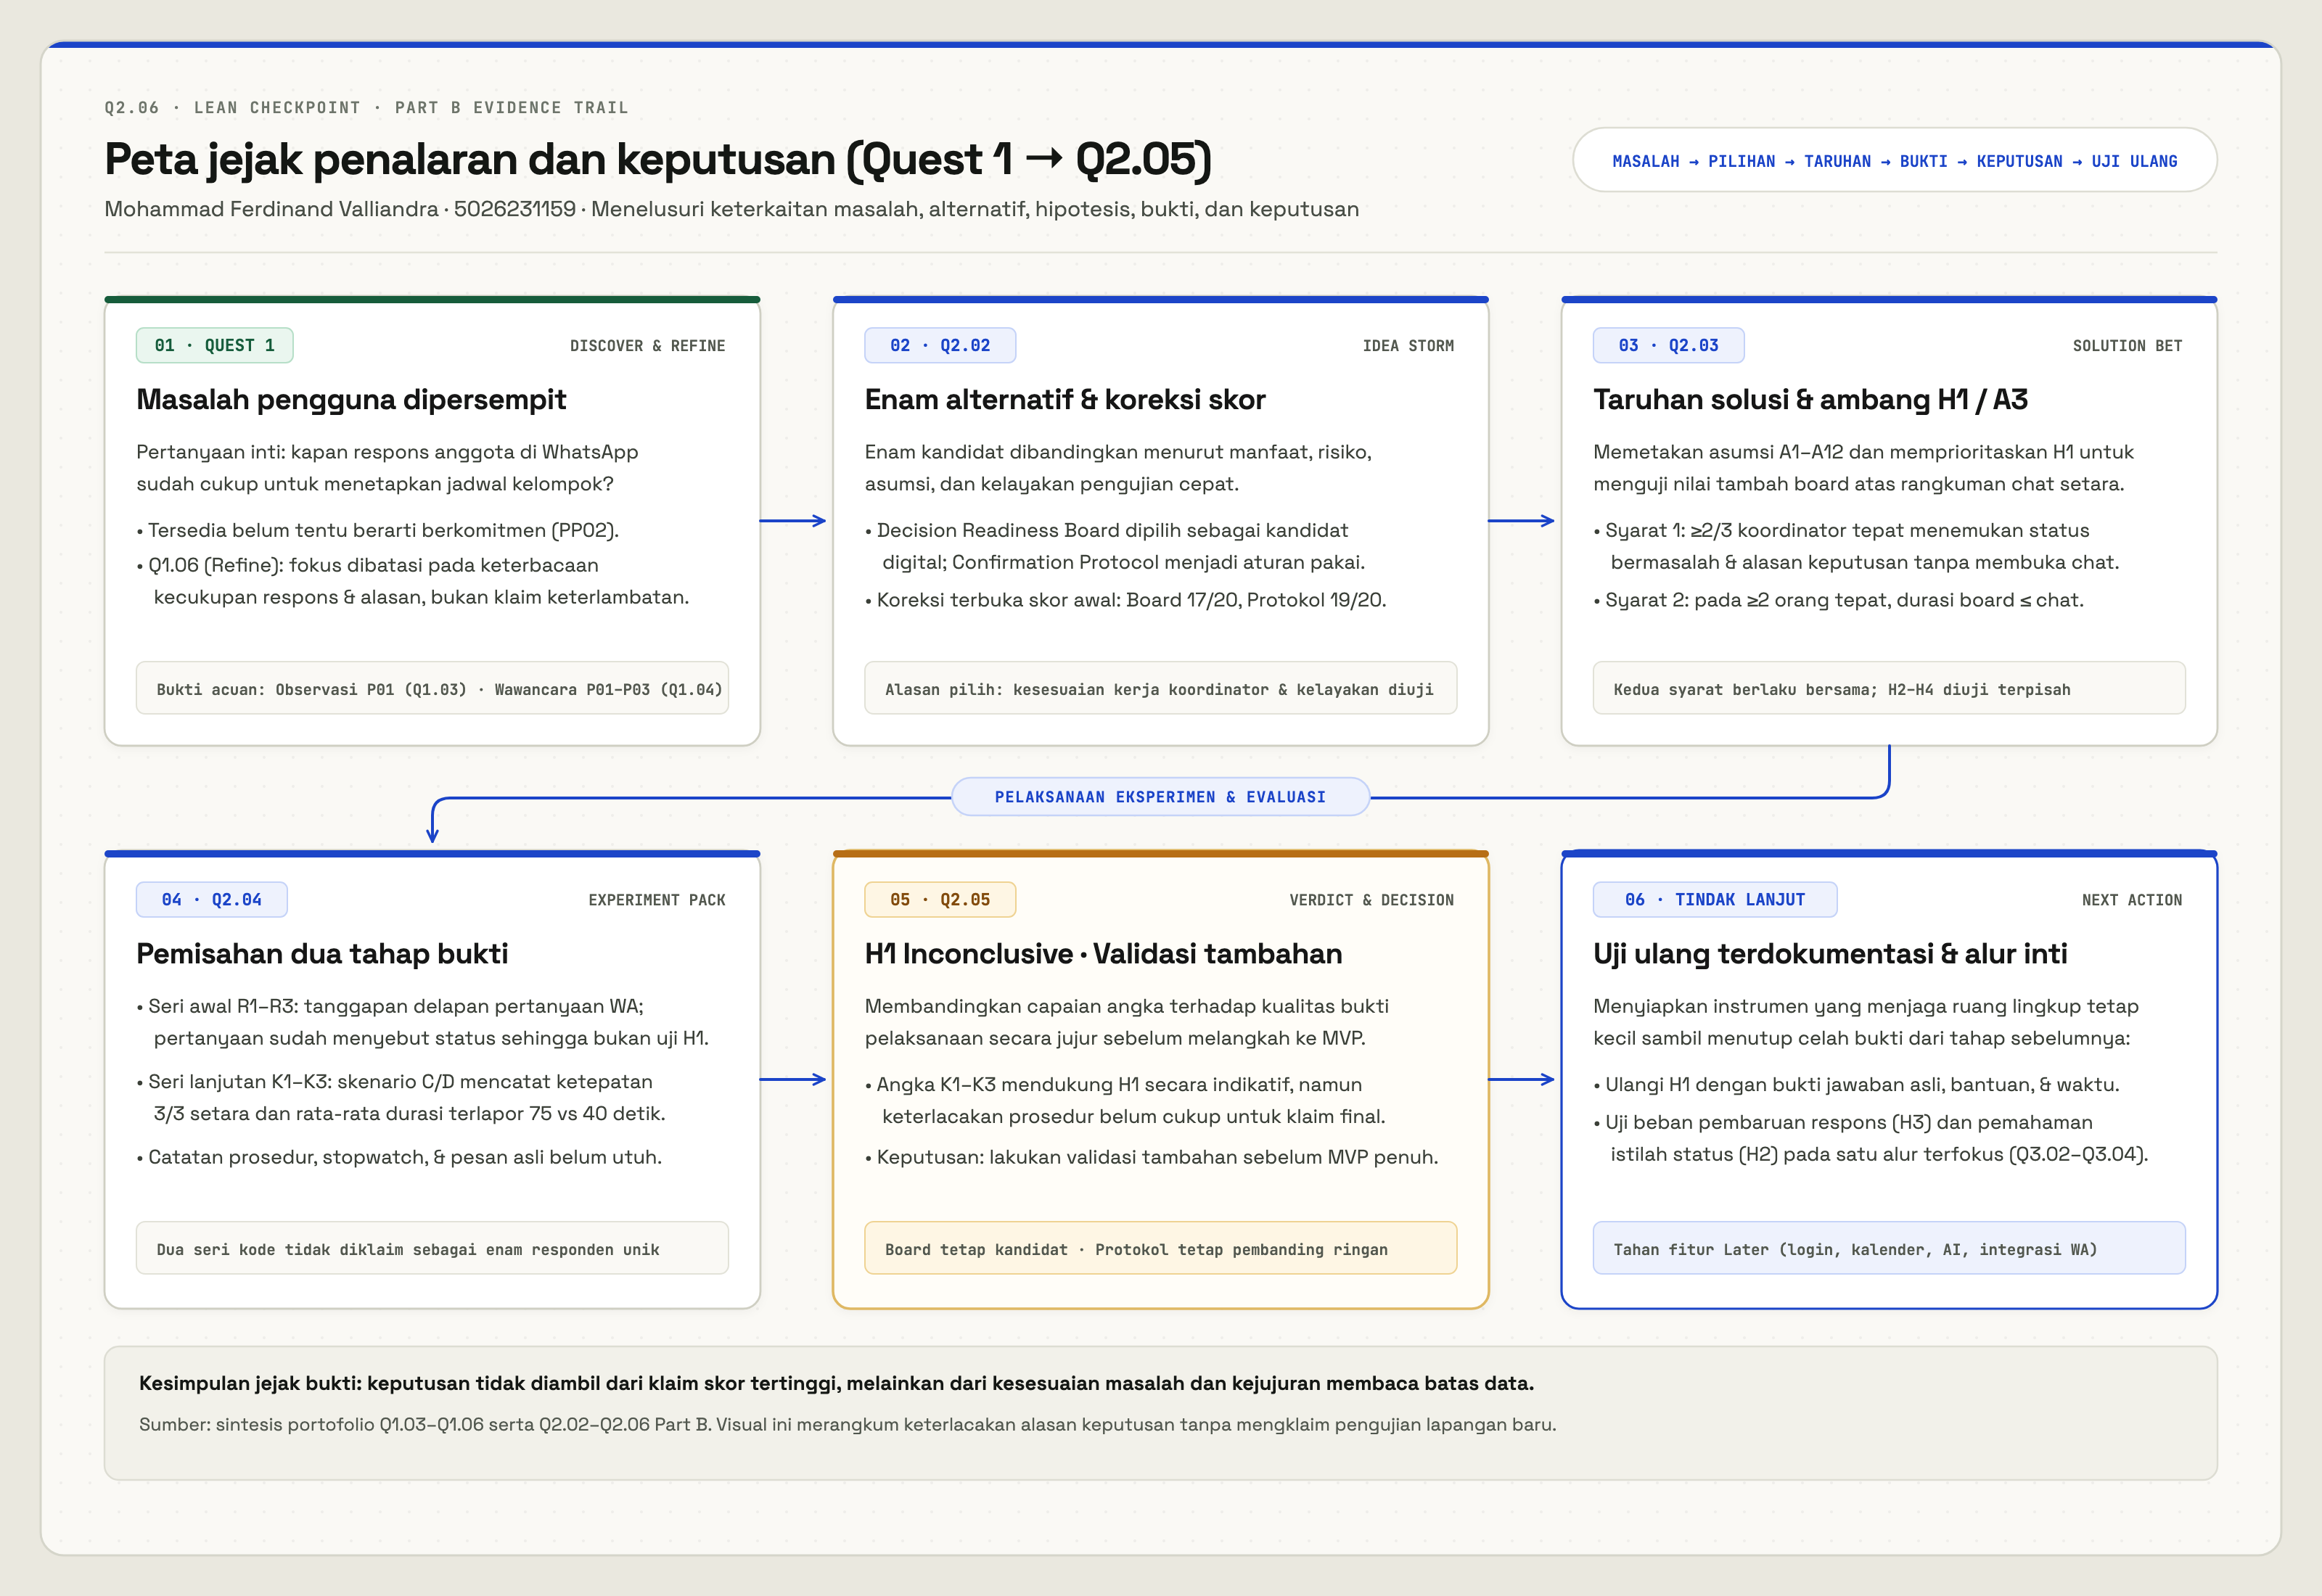 Q2.06 · LEAN CHECKPOINT · PART B EVIDENCE TRAIL
Peta jejak penalaran dan keputusan (Quest 1 → Q2.05)
Mohammad Ferdinand Valliandra · 5026231159 · Menelusuri keterkaitan masalah, alternatif, hipotesis, bukti, dan keputusan
MASALAH → PILIHAN → TARUHAN → BUKTI → KEPUTUSAN → UJI ULANG
01 · QUEST 1
DISCOVER & REFINE
Masalah pengguna dipersempit
Pertanyaan inti: kapan respons anggota di WhatsApp
sudah cukup untuk menetapkan jadwal kelompok?
• Tersedia belum tentu berarti berkomitmen (PP02).
• Q1.06 (Refine): fokus dibatasi pada keterbacaan
kecukupan respons & alasan, bukan klaim keterlambatan.
Bukti acuan: Observasi P01 (Q1.03) · Wawancara P01–P03 (Q1.04)
02 · Q2.02
IDEA STORM
Enam alternatif & koreksi skor
Enam kandidat dibandingkan menurut manfaat, risiko,
asumsi, dan kelayakan pengujian cepat.
• Decision Readiness Board dipilih sebagai kandidat
digital; Confirmation Protocol menjadi aturan pakai.
• Koreksi terbuka skor awal: Board 17/20, Protokol 19/20.
Alasan pilih: kesesuaian kerja koordinator & kelayakan diuji
03 · Q2.03
SOLUTION BET
Taruhan solusi & ambang H1 / A3
Memetakan asumsi A1–A12 dan memprioritaskan H1 untuk
menguji nilai tambah board atas rangkuman chat setara.
• Syarat 1: ≥2/3 koordinator tepat menemukan status
bermasalah & alasan keputusan tanpa membuka chat.
• Syarat 2: pada ≥2 orang tepat, durasi board ≤ chat.
Kedua syarat berlaku bersama; H2–H4 diuji terpisah
PELAKSANAAN EKSPERIMEN & EVALUASI
04 · Q2.04
EXPERIMENT PACK
Pemisahan dua tahap bukti
• Seri awal R1–R3: tanggapan delapan pertanyaan WA;
pertanyaan sudah menyebut status sehingga bukan uji H1.
• Seri lanjutan K1–K3: skenario C/D mencatat ketepatan
3/3 setara dan rata-rata durasi terlapor 75 vs 40 detik.
• Catatan prosedur, stopwatch, & pesan asli belum utuh.
Dua seri kode tidak diklaim sebagai enam responden unik
05 · Q2.05
VERDICT & DECISION
H1 Inconclusive · Validasi tambahan
Membandingkan capaian angka terhadap kualitas bukti
pelaksanaan secara jujur sebelum melangkah ke MVP.
• Angka K1–K3 mendukung H1 secara indikatif, namun
keterlacakan prosedur belum cukup untuk klaim final.
• Keputusan: lakukan validasi tambahan sebelum MVP penuh.
Board tetap kandidat · Protokol tetap pembanding ringan
06 · TINDAK LANJUT
NEXT ACTION
Uji ulang terdokumentasi & alur inti
Menyiapkan instrumen yang menjaga ruang lingkup tetap
kecil sambil menutup celah bukti dari tahap sebelumnya:
• Ulangi H1 dengan bukti jawaban asli, bantuan, & waktu.
• Uji beban pembaruan respons (H3) dan pemahaman
istilah status (H2) pada satu alur terfokus (Q3.02–Q3.04).
Tahan fitur Later (login, kalender, AI, integrasi WA)
Kesimpulan jejak bukti: keputusan tidak diambil dari klaim skor tertinggi, melainkan dari kesesuaian masalah dan kejujuran membaca batas data.
Sumber: sintesis portofolio Q1.03–Q1.06 serta Q2.02–Q2.06 Part B. Visual ini merangkum keterlacakan alasan keputusan tanpa mengklaim pengujian lapangan baru.